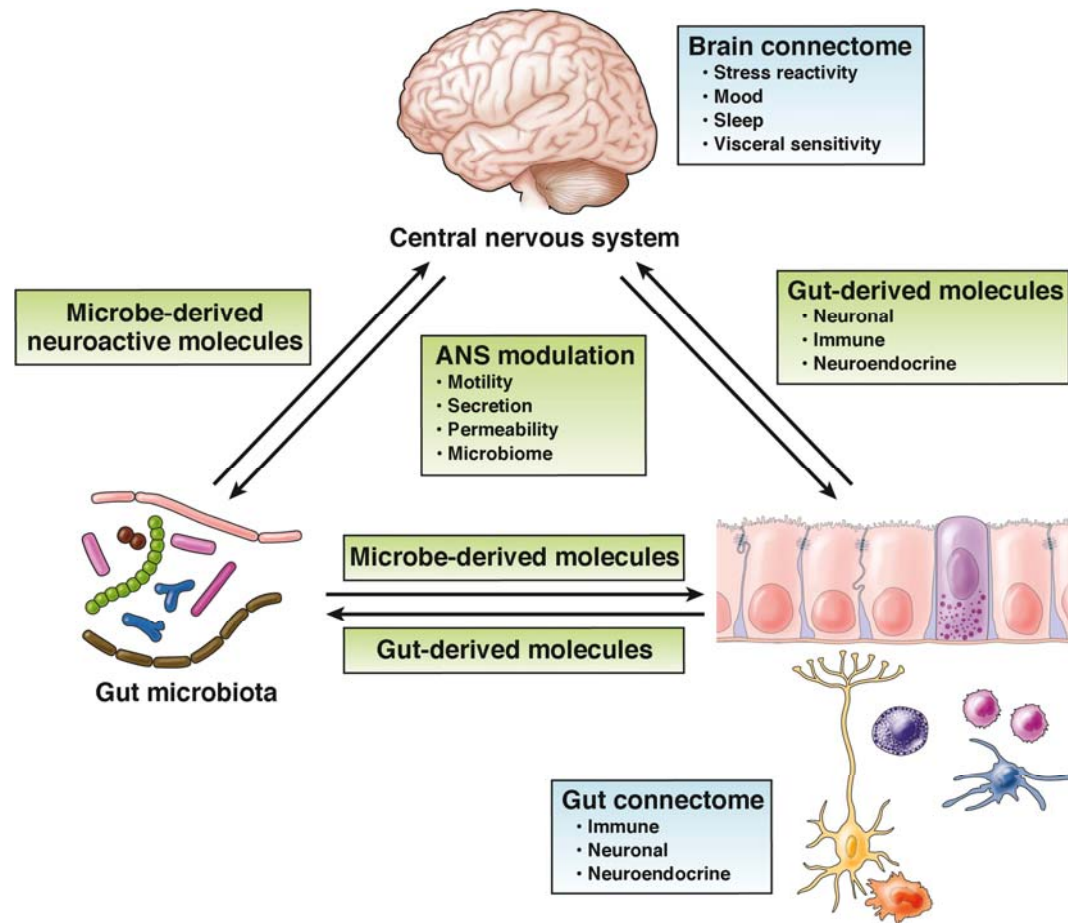 Brain connectome
· Stress reactivity
· Mood
· Sleep
· Visceral sensitivity
Central nervous system
Microbe-derived
neuroactive molecules
ANS modulation
· Motility
· Secretion
· Permeability
· Microbiome
Gut-derived molecules
· Neuronal
· Immune
· Neuroendocrine
Microbe-derived molecules
Gut-derived molecules
Gut microbiota
Gut connectome
· Immune
· Neuronal
· Neuroendocrine